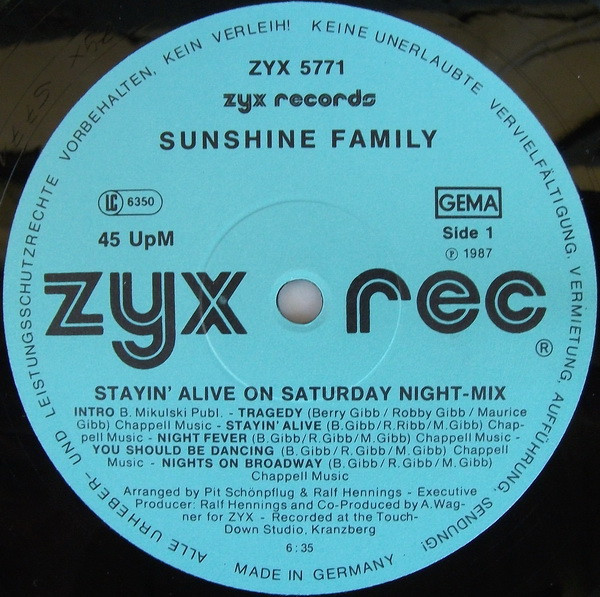 ALLE URHEBER- UND LEISTUNGSSCHUTZRECHTE VORBEHALTEN, KEIN VERLEIH! KEINE UNERLAUBTE VERVIELFÄLTIGUNG, VERMIETUNG, AUFFÜHRUNG, SENDUNG!
ZYX 5771
zyx records
SUNSHINE FAMILY
LC 6350
GEMA
45 UpM
Side 1
℗ 1987
zyx rec
®
STAYIN' ALIVE ON SATURDAY NIGHT-MIX
INTRO B. Mikulski Publ. - TRAGEDY (Berry Gibb / Robby Gibb / Maurice
Gibb) Chappell Music - STAYIN' ALIVE (B.Gibb/R.Ribb/M.Gibb) Chap-
pell Music - NIGHT FEVER (B.Gibb/R.Gibb/M.Gibb) Chappell Music -
YOU SHOULD BE DANCING (B.Gibb/R.Gibb/M.Gibb) Chappell
Music - NIGHTS ON BROADWAY (B.Gibb/R.Gibb/M.Gibb)
Chappell Music
Arranged by Pit Schönpflug & Ralf Hennings - Executive
Producer: Ralf Hennings and Co-Produced by A.Wag-
ner for ZYX - Recorded at the Touch-
Down Studio, Kranzberg
6:35
· MADE IN GERMANY ·